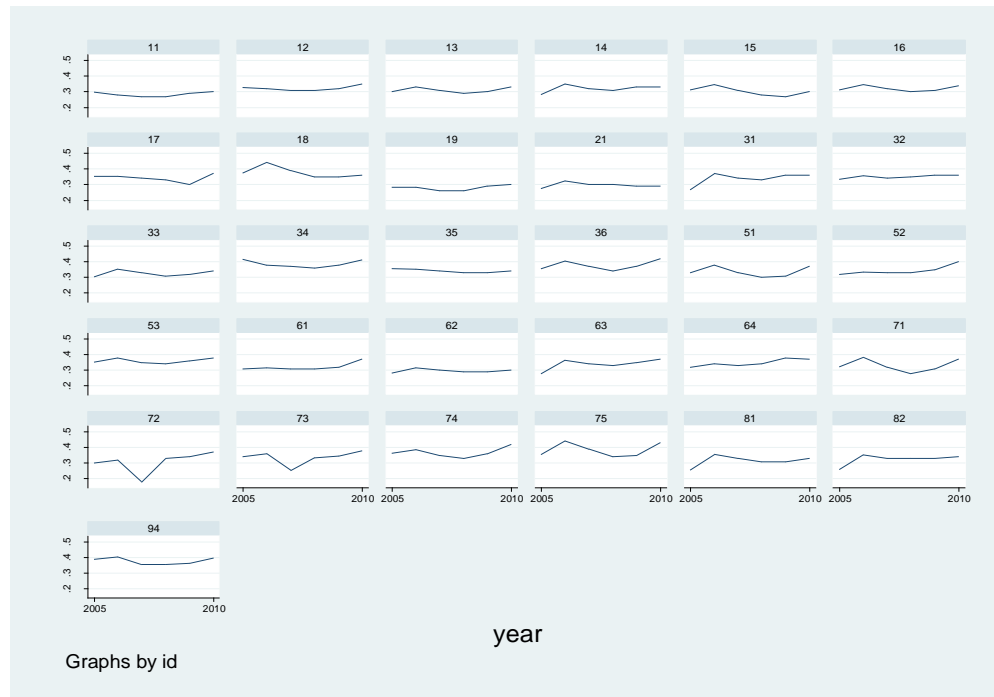 11 12 13 14 15 16
.2 .3 .4 .5
17 18 19 21 31 32
.2 .3 .4 .5
33 34 35 36 51 52
.2 .3 .4 .5
53 61 62 63 64 71
.2 .3 .4 .5
72 73 74 75 81 82
.2 .3 .4 .5
2005 2010 2005 2010 2005 2010 2005 2010 2005 2010
94
.2 .3 .4 .5
2005 2010
year
Graphs by id